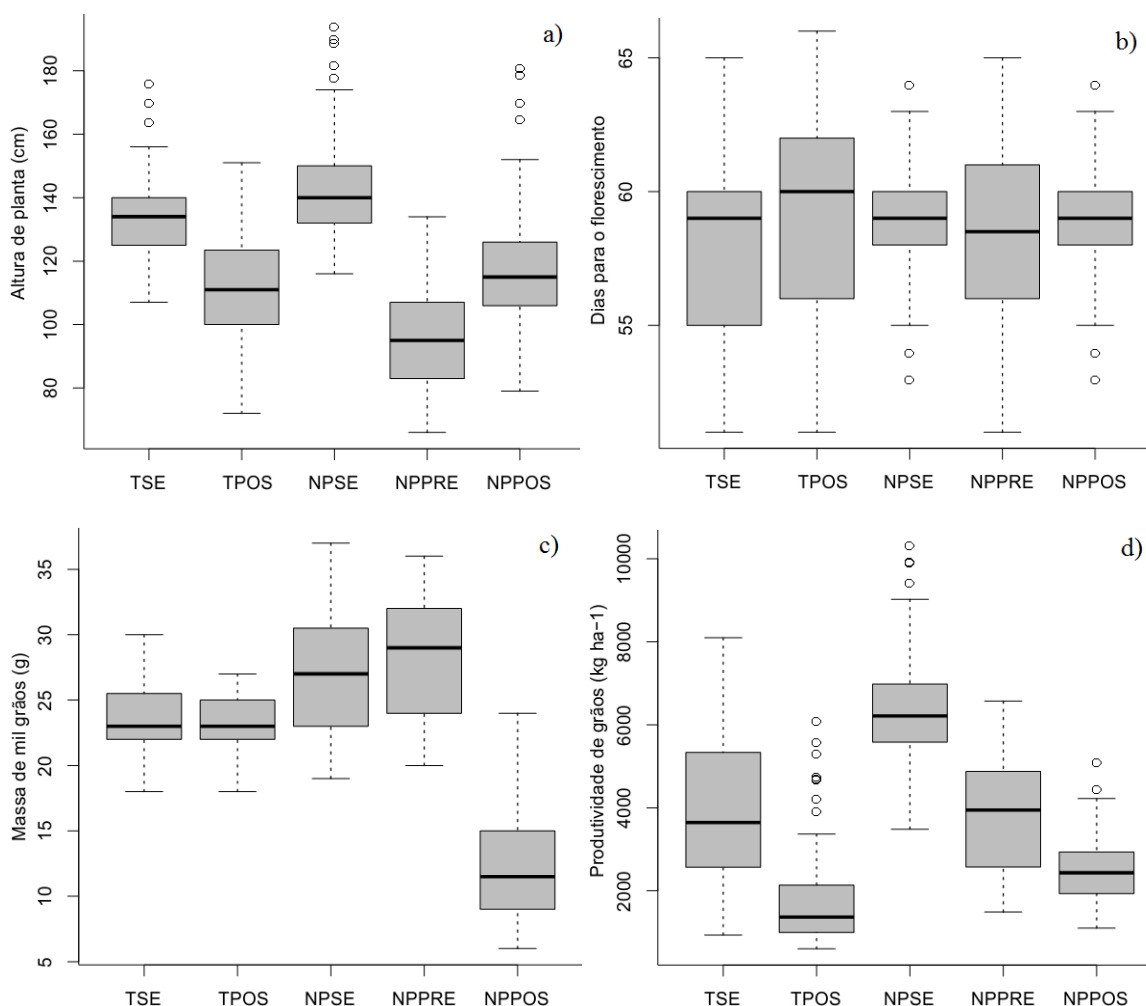 a)
Altura de planta (cm)
180
160
140
120
100
80
TSE TPOS NPSE NPPRE NPPOS
b)
Dias para o florescimento
65
60
55
TSE TPOS NPSE NPPRE NPPOS
c)
Massa de mil grãos (g)
35
30
25
20
15
10
5
TSE TPOS NPSE NPPRE NPPOS
d)
Produtividade de grãos (kg ha−1)
10000
8000
6000
4000
2000
TSE TPOS NPSE NPPRE NPPOS